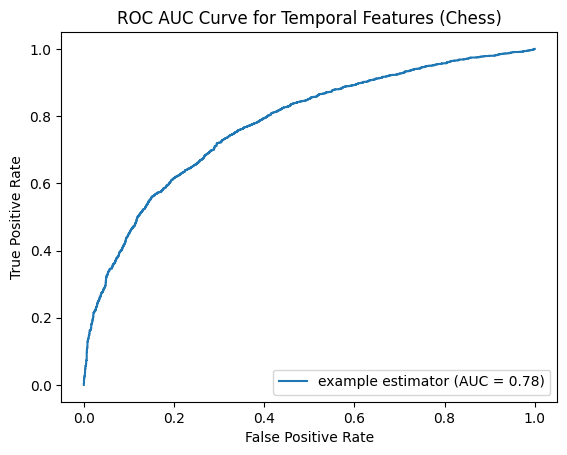 ROC AUC Curve for Temporal Features (Chess)
True Positive Rate
1.0
0.8
0.6
0.4
0.2
0.0
example estimator (AUC = 0.78)
0.0 0.2 0.4 0.6 0.8 1.0
False Positive Rate